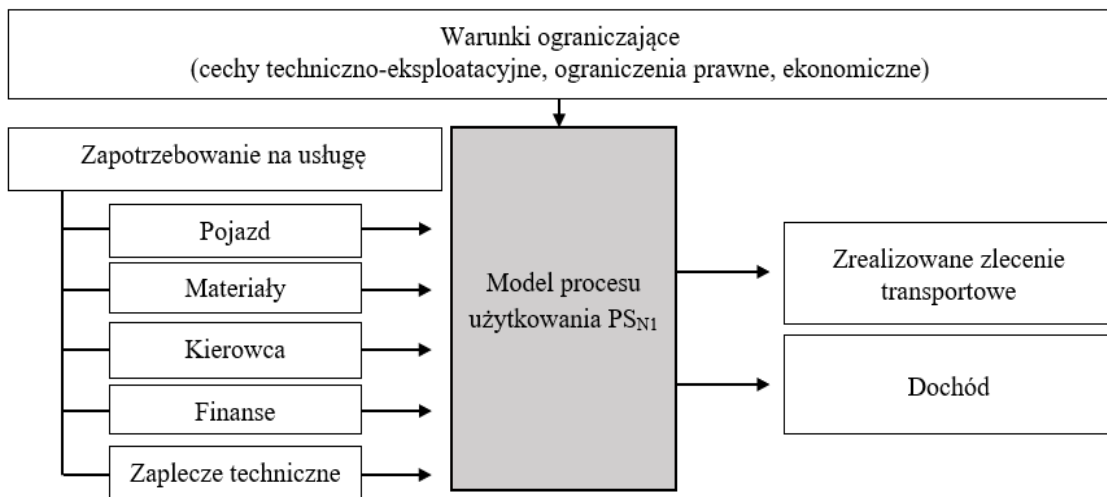 Warunki ograniczające
(cechy techniczno-eksploatacyjne, ograniczenia prawne, ekonomiczne)
Zapotrzebowanie na usługę
Pojazd
Materiały
Kierowca
Finanse
Zaplecze techniczne
Model procesu
użytkowania PSN1
Zrealizowane zlecenie
transportowe
Dochód